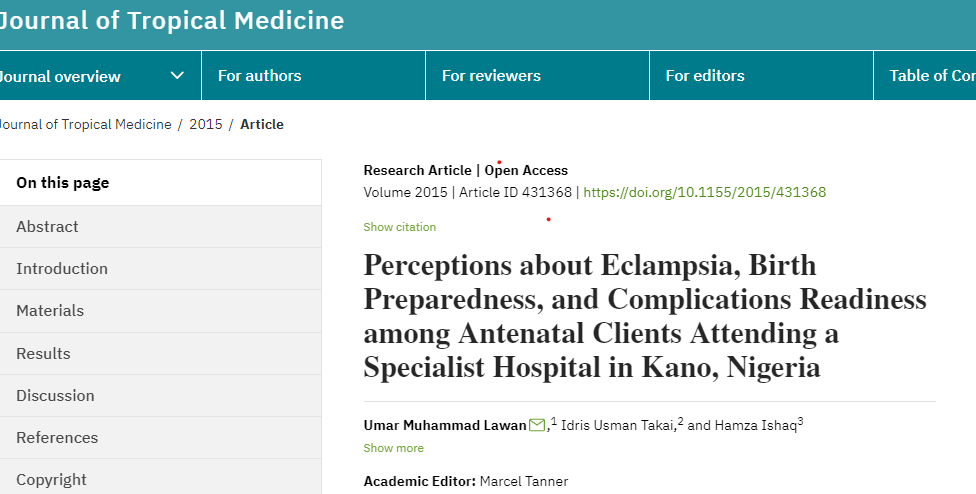 Journal of Tropical Medicine
Journal overview
For authors
For reviewers
For editors
Table of
Journal of Tropical Medicine / 2015 / Article
On this page
Abstract
Introduction
Materials
Results
Discussion
References
Copyright
Research Article | Open Access
Volume 2015 | Article ID 431368 | https://doi.org/10.1155/2015/431368
Show citation
Perceptions about Eclampsia, Birth
Preparedness, and Complications Readiness
among Antenatal Clients Attending a
Specialist Hospital in Kano, Nigeria
Umar Muhammad Lawan,1 Idris Usman Takai,2 and Hamza Ishaq3
Show more
Academic Editor: Marcel Tanner